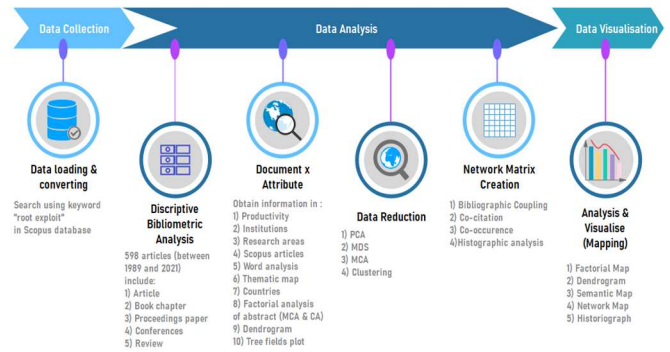 Data Collection
Data Analysis
Data Visualisation
Data loading &
converting
Search using keyword
"root exploit"
in Scopus database
Discriptive
Bibliometric
Analysis
598 articles (between
1989 and 2021)
include:
1) Article
2) Book chapter
3) Proceedings paper
4) Conferences
5) Review
Document x
Attribute
Obtain information in :
1) Productivity
2) Institutions
3) Research areas
4) Scopus articles
5) Word analysis
6) Thematic map
7) Countries
8) Factorial analysis
of abstract (MCA & CA)
9) Dendrogram
10) Tree fields plot
Data Reduction
1) PCA
2) MDS
3) MCA
4) Clustering
Network Matrix
Creation
1) Bibliographic Coupling
2) Co-citation
3) Co-occurence
4)Histographic analysis
Analysis &
Visualise
(Mapping)
1) Factorial Map
2) Dendrogram
3) Semantic Map
4) Network Map
5) Historiograph